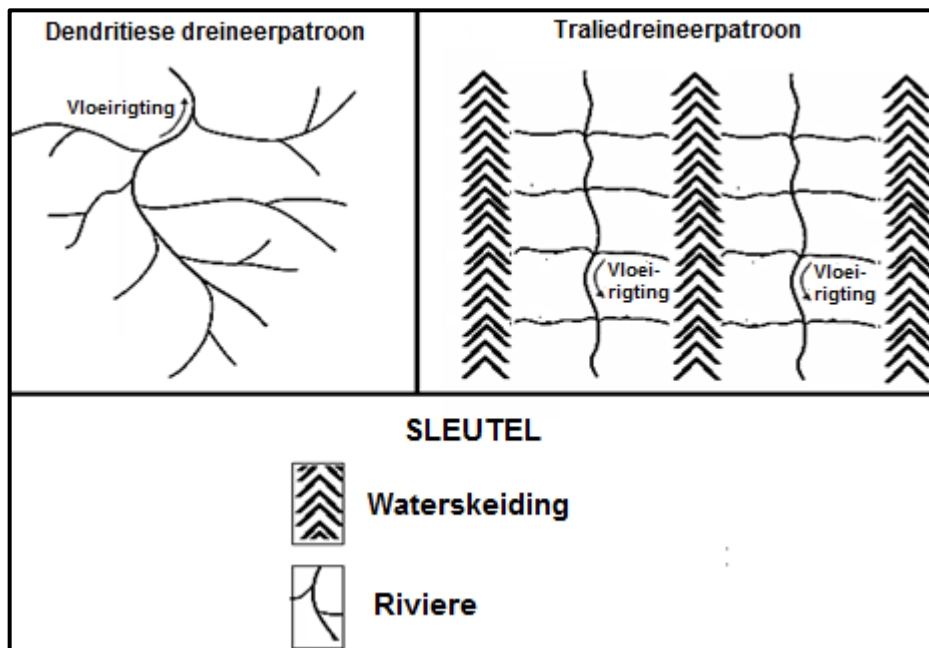 Dendritiese dreineerpatroon
Vloeirigting
Traliedreineerpatroon
Vloei-
rigting
Vloei-
rigting
SLEUTEL
Waterskeiding
Riviere